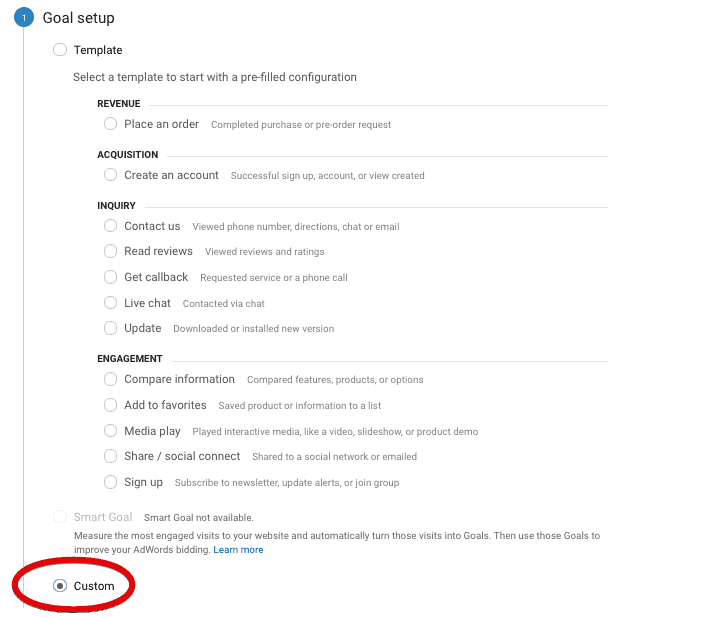 1 Goal setup
Template
Select a template to start with a pre-filled configuration
REVENUE
Place an order Completed purchase or pre-order request
ACQUISITION
Create an account Successful sign up, account, or view created
INQUIRY
Contact us Viewed phone number, directions, chat or email
Read reviews Viewed reviews and ratings
Get callback Requested service or a phone call
Live chat Contacted via chat
Update Downloaded or installed new version
ENGAGEMENT
Compare information Compared features, products, or options
Add to favorites Saved product or information to a list
Media play Played interactive media, like a video, slideshow, or product demo
Share / social connect Shared to a social network or emailed
Sign up Subscribe to newsletter, update alerts, or join group
Smart Goal Smart Goal not available.
Measure the most engaged visits to your website and automatically turn those visits into Goals. Then use those Goals to
improve your AdWords bidding. Learn more
Custom